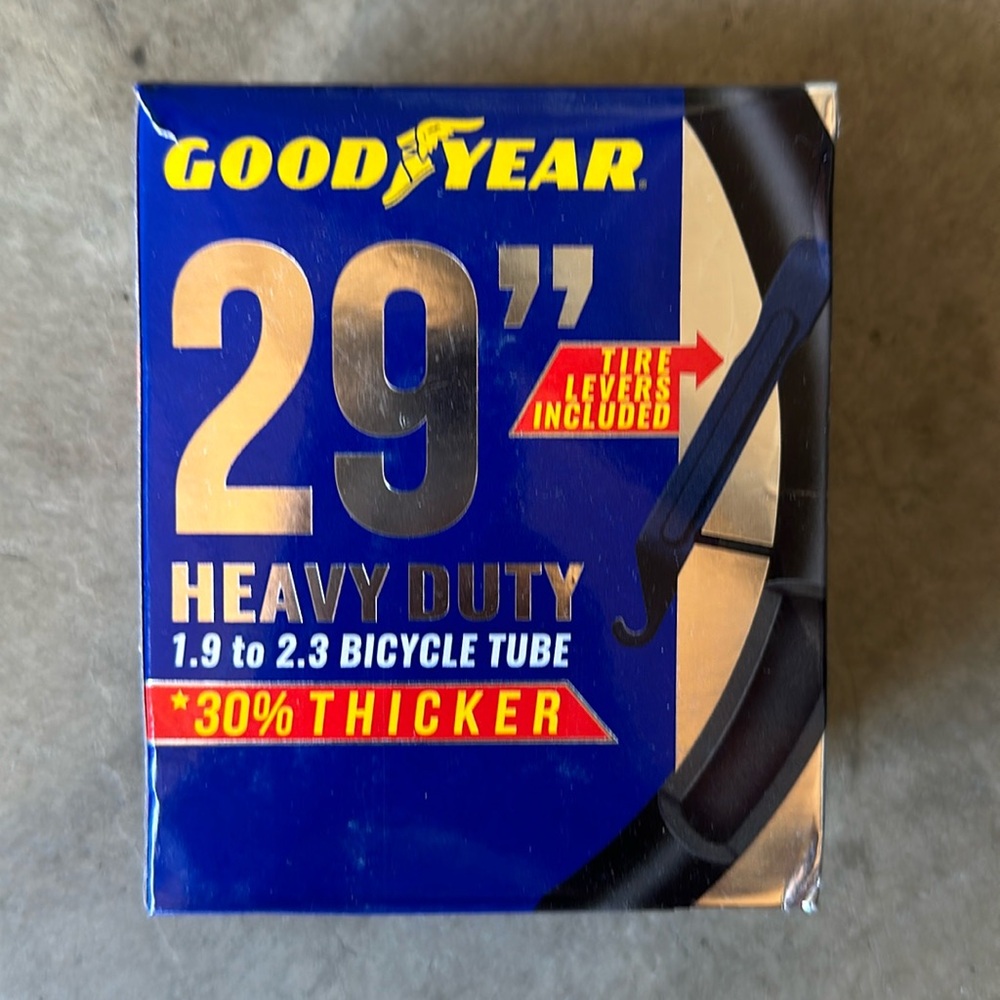 GOODYEAR
29”
TIRE
LEVERS
INCLUDED
HEAVY DUTY
1.9 to 2.3 BICYCLE TUBE
*30% THICKER